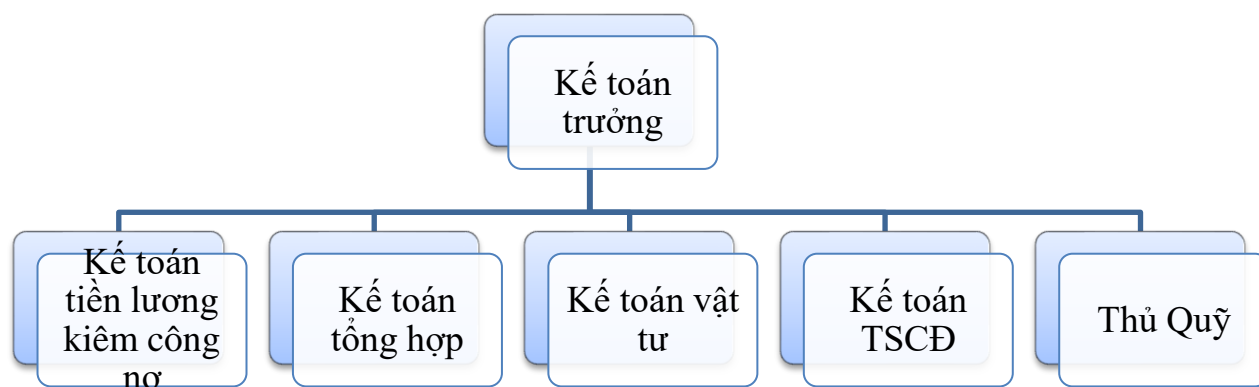 Kế toán
trưởng
Kế toán
tiền lương
kiêm công
nợ
Kế toán
tổng hợp
Kế toán vật
tư
Kế toán
TSCĐ
Thủ Quỹ